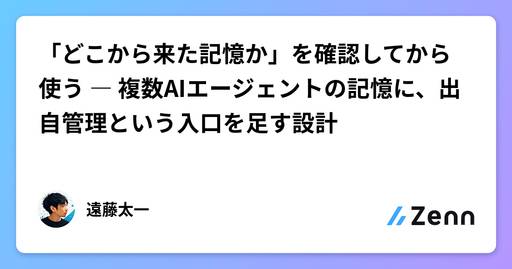 「どこから来た記憶か」を確認してから
使う — 複数AIエージェントの記憶に、出
自管理という入口を足す設計
遠藤太一
Zenn